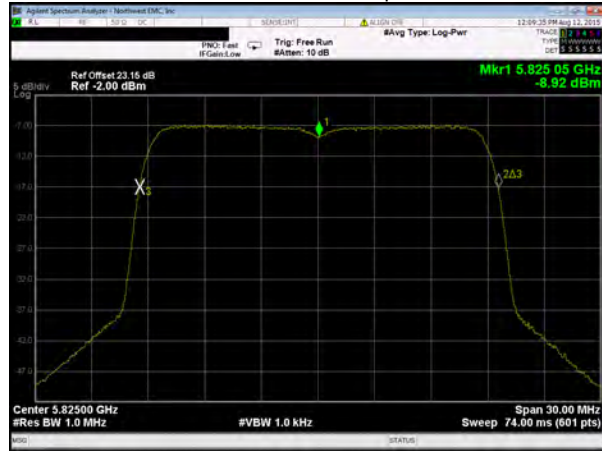 Agilent Spectrum Analyzer - Northwest EMC, Inc
RL RF 50 Ω DC SENSE:INT ALIGN OFF 12:09:35 PM Aug 12, 2015
#Avg Type: Log-Pwr TRACE 1 2 3 4 5 6
PNO: Fast Trig: Free Run TYPE
IFGain:Low #Atten: 10 dB DET S S S S S S
Mkr1 5.825 05 GHz
Ref Offset 23.15 dB
5 dB/div Ref -2.00 dBm -8.92 dBm
Log
1
-7.00
-12.0
2Δ3
-17.0
3
-22.0
-27.0
-32.0
-37.0
-42.0
-47.0
Center 5.82500 GHz Span 30.00 MHz
#Res BW 1.0 MHz #VBW 1.0 kHz Sweep 74.00 ms (601 pts)
MSG STATUS